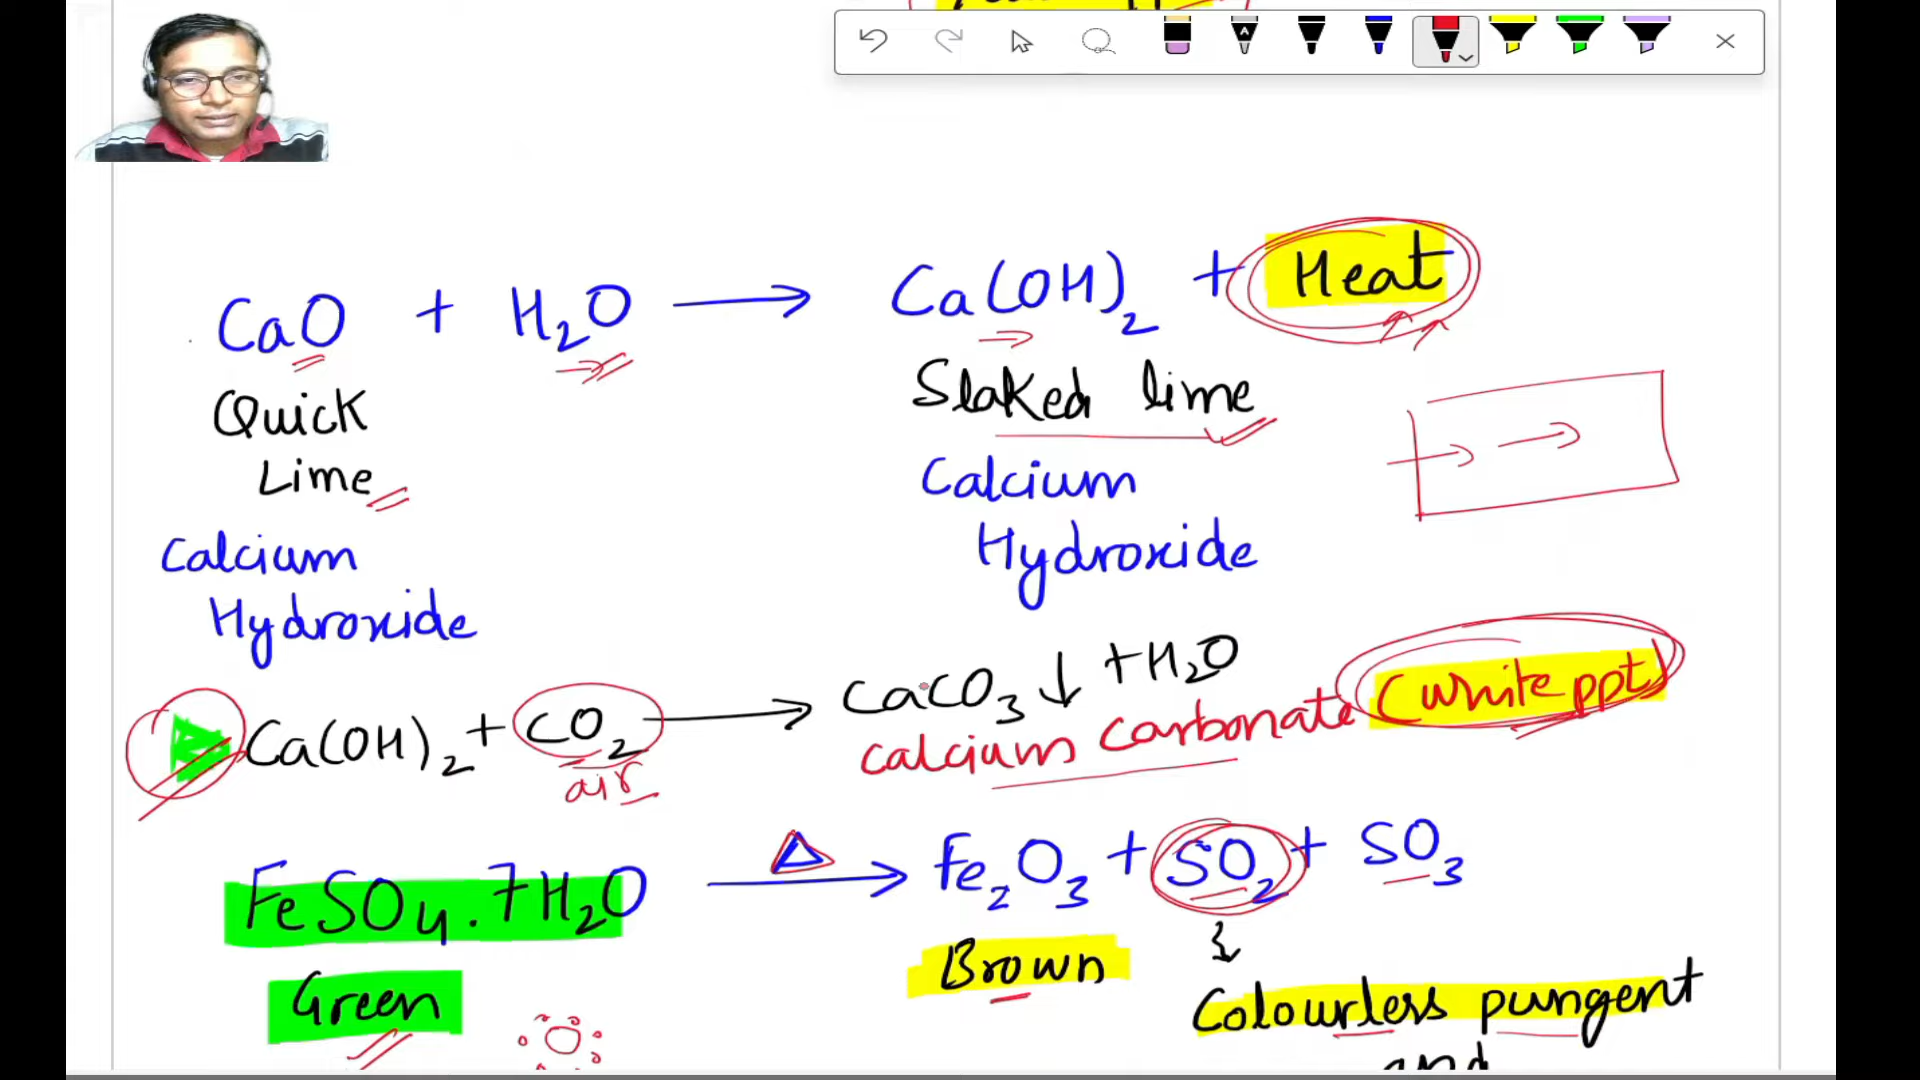 CaO + H₂O → Ca(OH)₂ + Heat
Quick
Lime
Slaked lime
Calcium
Hydroxide
Calcium
Hydroxide
Ca(OH)₂ + CO₂ → CaCO₃ ↓ + H₂O
air
calcium carbonate (white ppt)
FeSO₄.7H₂O Δ→ Fe₂O₃ + SO₂ + SO₃
Green
Brown
Colourless pungent
and